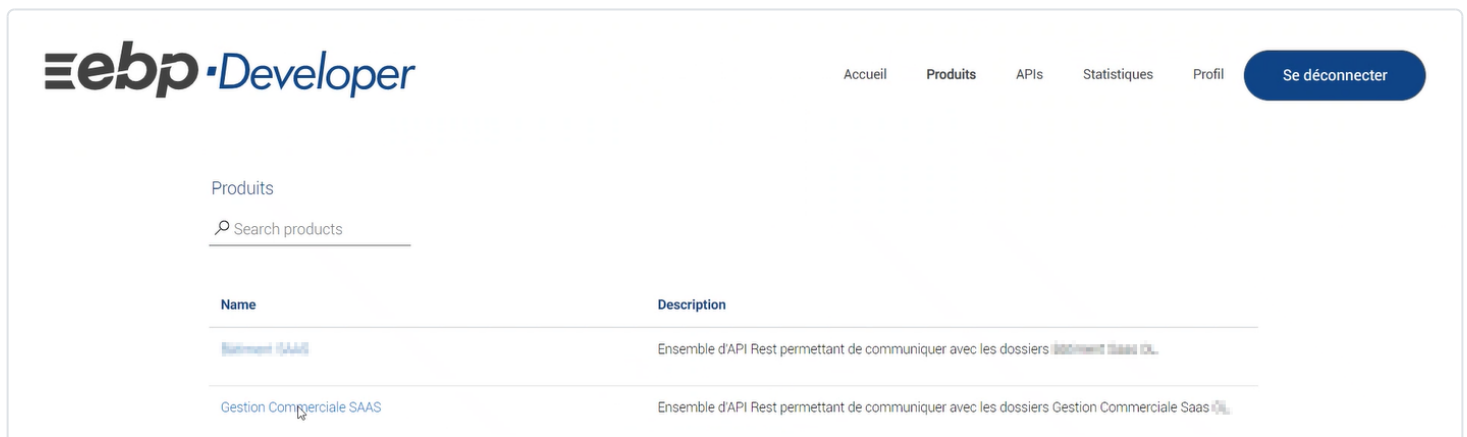 ebp Developer
Accueil Produits APIs Statistiques Profil Se déconnecter
Produits
Search products
Name Description
Ensemble d'API Rest permettant de communiquer avec les dossiers
Gestion Commerciale SAAS Ensemble d'API Rest permettant de communiquer avec les dossiers Gestion Commerciale Saas